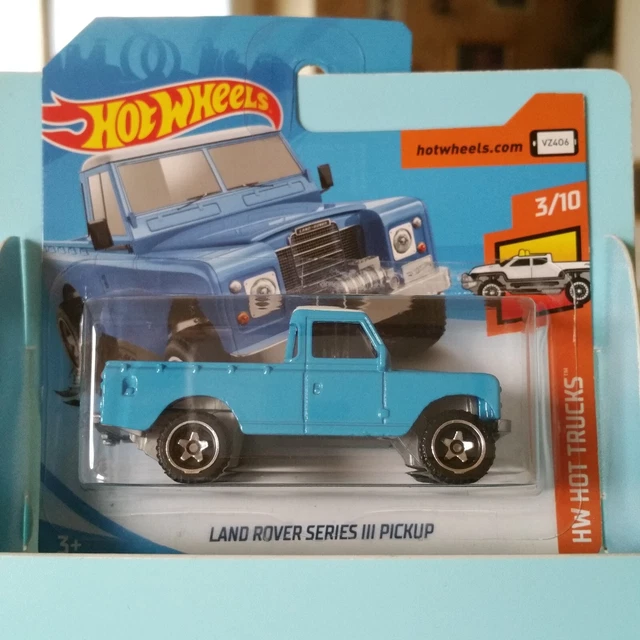 HOT WHEELS
hotwheels.com
VZ406
3/10
HW HOT TRUCKS™
LAND ROVER SERIES III PICKUP
3+